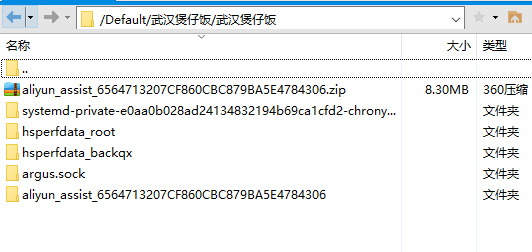 /Default/武汉煲仔饭/武汉煲仔饭
名称 大小 类型
..
aliyun_assist_6564713207CF860CBC879BA5E4784306.zip 8.30MB 360压缩
systemd-private-e0aa0b028ad24134832194b69ca1cfd2-chrony... 文件夹
hsperfdata_root 文件夹
hsperfdata_backqx 文件夹
argus.sock 文件夹
aliyun_assist_6564713207CF860CBC879BA5E4784306 文件夹